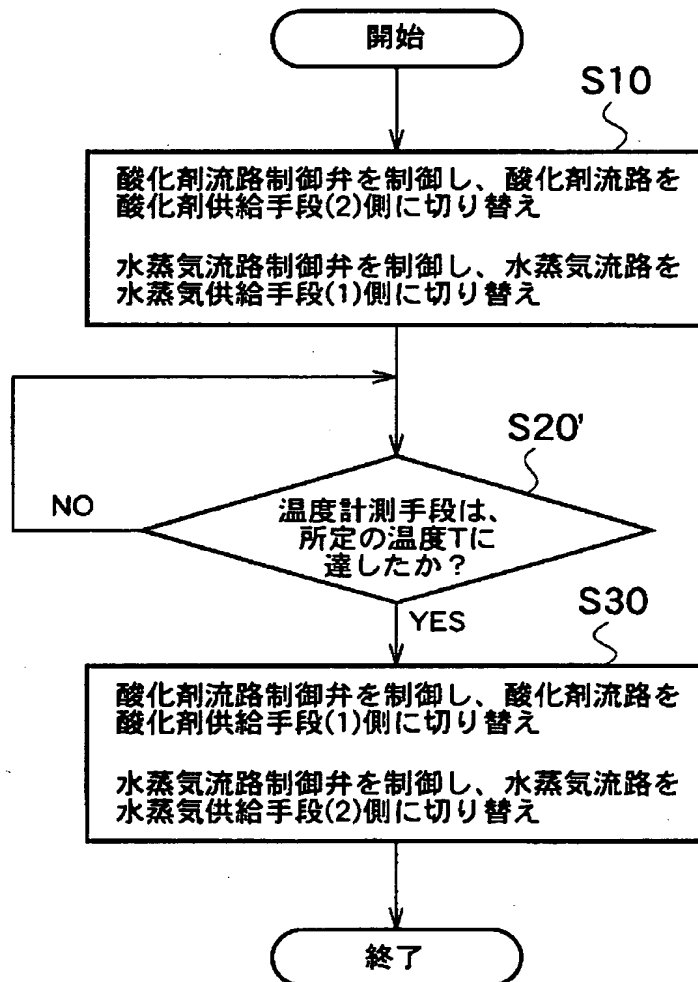 開始
S10
酸化剤流路制御弁を制御し、酸化剤流路を
酸化剤供給手段(2)側に切り替え
水蒸気流路制御弁を制御し、水蒸気流路を
水蒸気供給手段(1)側に切り替え
S20'
NO
温度計測手段は、
所定の温度Tに
達したか？
YES
S30
酸化剤流路制御弁を制御し、酸化剤流路を
酸化剤供給手段(1)側に切り替え
水蒸気流路制御弁を制御し、水蒸気流路を
水蒸気供給手段(2)側に切り替え
終了